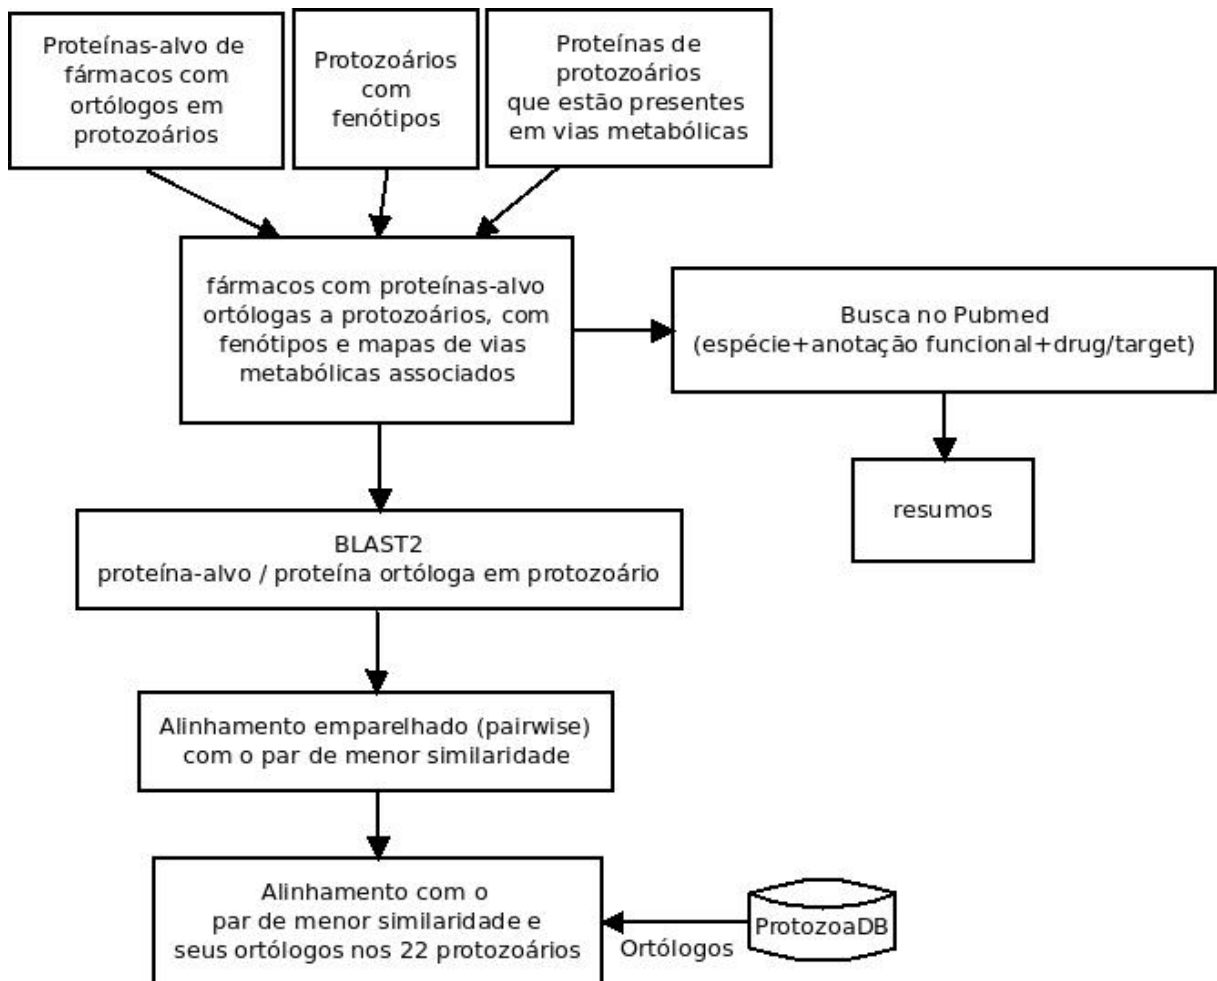 Proteínas-alvo de
fármacos com
ortólogos em
protozoários
Protozoários
com
fenótipos
Proteínas de
protozoários
que estão presentes
em vias metabólicas
fármacos com proteínas-alvo
ortólogas a protozoários, com
fenótipos e mapas de vias
metabólicas associados
Busca no Pubmed
(espécie+anotação funcional+drug/target)
resumos
BLAST2
proteína-alvo / proteína ortóloga em protozoário
Alinhamento emparelhado (pairwise)
com o par de menor similaridade
Alinhamento com o
par de menor similaridade e
seus ortólogos nos 22 protozoários
Ortólogos
ProtozoaDB